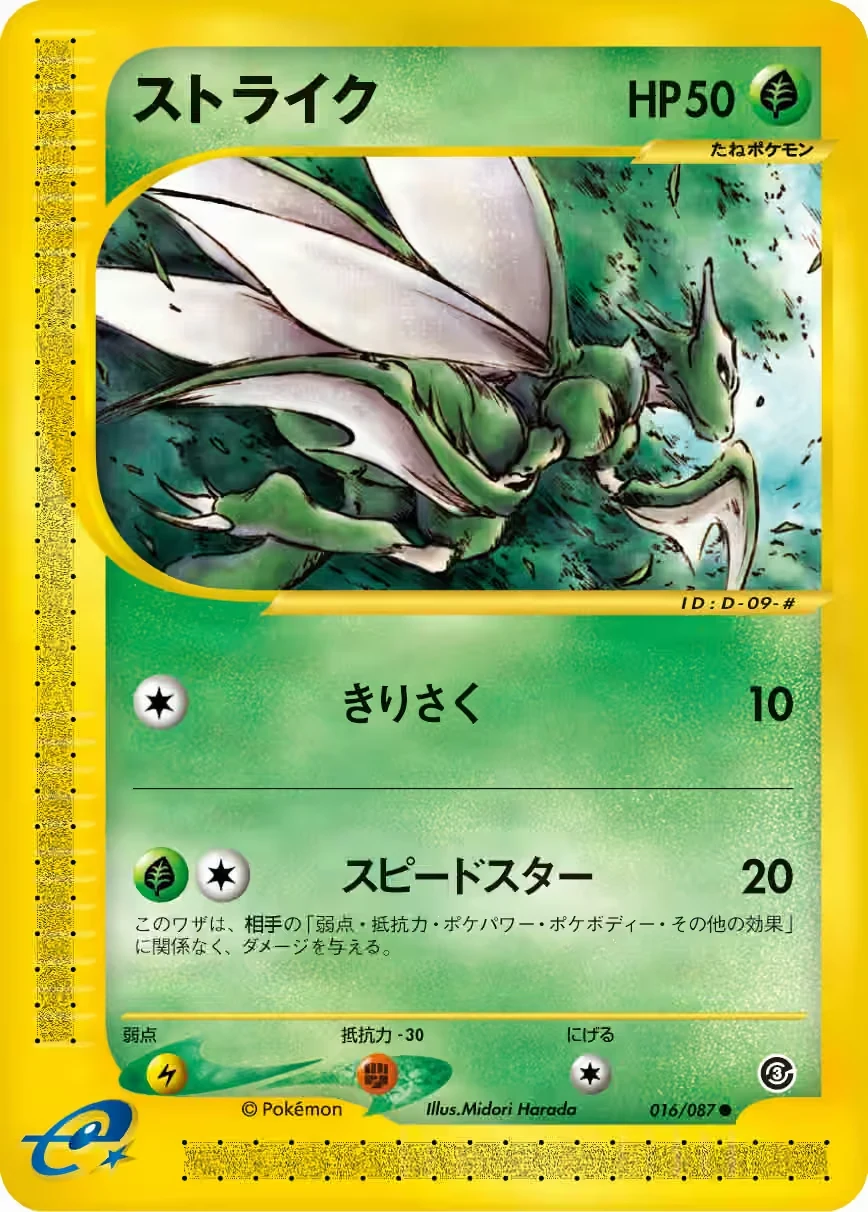 ストライク
HP50
たねポケモン
ID:D-09-#
きりさく 10
スピードスター 20
このワザは、相手の「弱点・抵抗力・ポケパワー・ポケボディー・その他の効果」
に関係なく、ダメージを与える。
弱点 抵抗力 -30 にげる
3
© Pokémon Illus.Midori Harada 016/087●
e